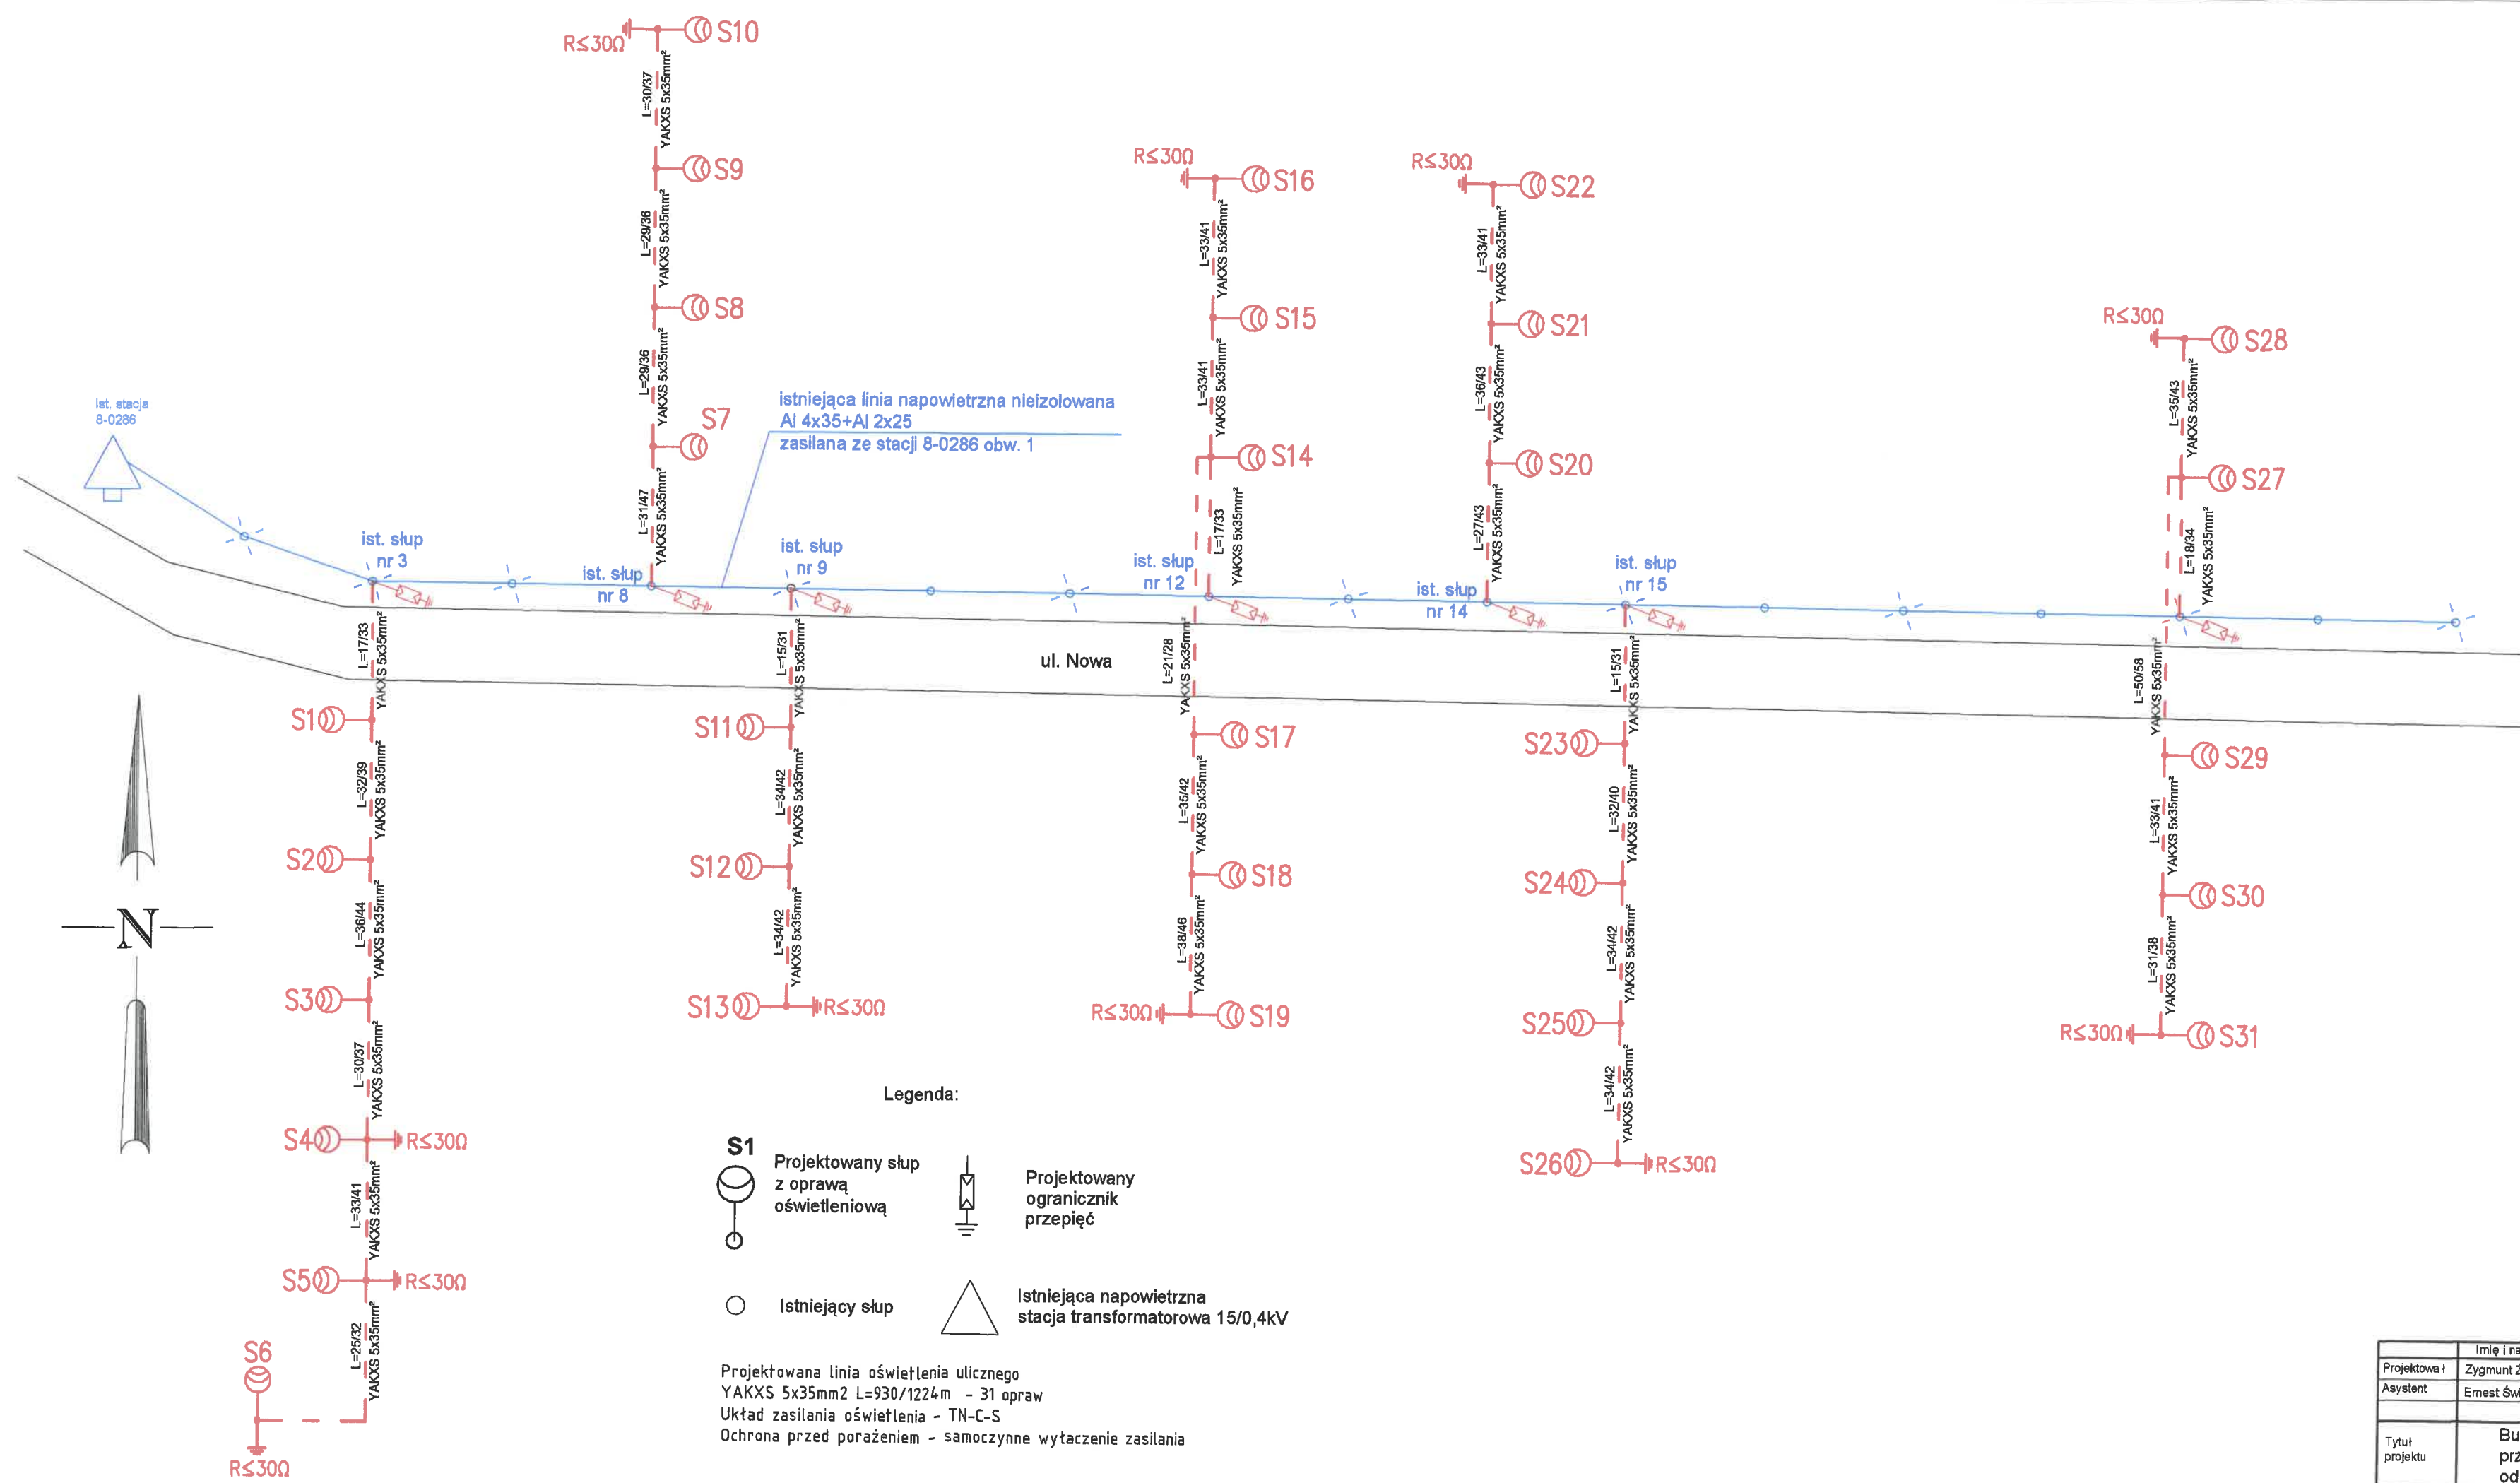 R≤30Ω
S10
L=30/37
YAKXS 5x35mm²
S9
L=29/36
YAKXS 5x35mm²
S8
L=29/36
YAKXS 5x35mm²
S7
L=31/47
YAKXS 5x35mm²
R≤30Ω
S16
L=33/41
YAKXS 5x35mm²
S15
L=33/41
YAKXS 5x35mm²
S14
L=17/33
YAKXS 5x35mm²
R≤30Ω
S22
L=33/41
YAKXS 5x35mm²
S21
L=36/43
YAKXS 5x35mm²
S20
L=27/43
YAKXS 5x35mm²
R≤30Ω
S28
L=35/43
YAKXS 5x35mm²
S27
L=18/34
YAKXS 5x35mm²
ist. stacja
8-0286
istniejąca linia napowietrzna nieizolowana
Al 4x35+Al 2x25
zasilana ze stacji 8-0286 obw. 1
ist. słup
nr 3
ist. słup
nr 8
ist. słup
nr 9
ist. słup
nr 12
ist. słup
nr 14
ist. słup
nr 15
ul. Nowa
L=17/33
YAKXS 5x35mm²
S1
L=32/39
YAKXS 5x35mm²
S2
L=36/44
YAKXS 5x35mm²
S3
L=30/37
YAKXS 5x35mm²
S4
R≤30Ω
L=33/41
YAKXS 5x35mm²
S5
R≤30Ω
L=25/32
YAKXS 5x35mm²
S6
R≤30Ω
L=15/31
YAKXS 5x35mm²
S11
L=34/42
YAKXS 5x35mm²
S12
L=34/42
YAKXS 5x35mm²
S13
R≤30Ω
L=21/28
YAKXS 5x35mm²
S17
L=35/42
YAKXS 5x35mm²
S18
L=38/46
YAKXS 5x35mm²
R≤30Ω
S19
L=15/31
YAKXS 5x35mm²
S23
L=32/40
YAKXS 5x35mm²
S24
L=34/42
YAKXS 5x35mm²
S25
L=34/42
YAKXS 5x35mm²
S26
R≤30Ω
L=50/58
YAKXS 5x35mm²
S29
L=33/41
YAKXS 5x35mm²
S30
L=31/38
YAKXS 5x35mm²
R≤30Ω
S31
N
Legenda:
S1
Projektowany słup
z oprawą
oświetleniową
Projektowany
ogranicznik
przepięć
Istniejący słup
Istniejąca napowietrzna
stacja transformatorowa 15/0,4kV
Projektowana linia oświetlenia ulicznego
YAKXS 5x35mm2 L=930/1224m - 31 opraw
Układ zasilania oświetlenia - TN-C-S
Ochrona przed porażeniem - samoczynne wyłaczenie zasilania
Imię i na
Projektował
Zygmunt
Asystent
Ernest
Tytuł
projektu